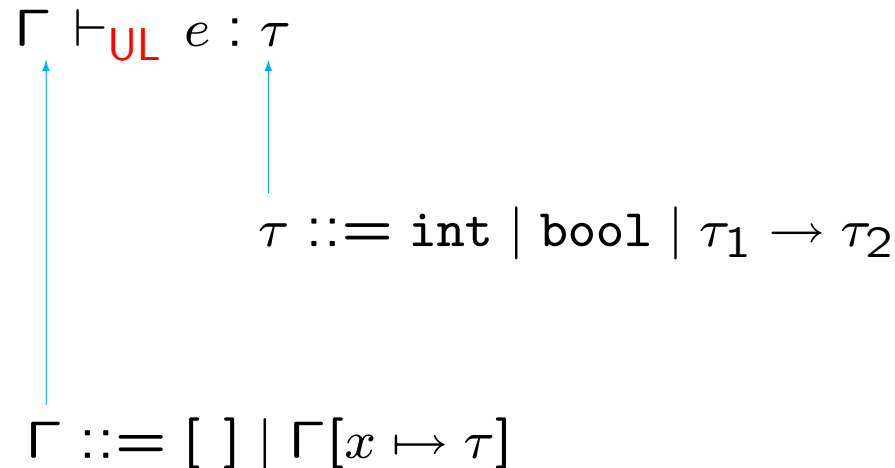 Γ ⊢UL e : τ
τ ::= int | bool | τ1 → τ2
Γ ::= [ ] | Γ[x ↦ τ]